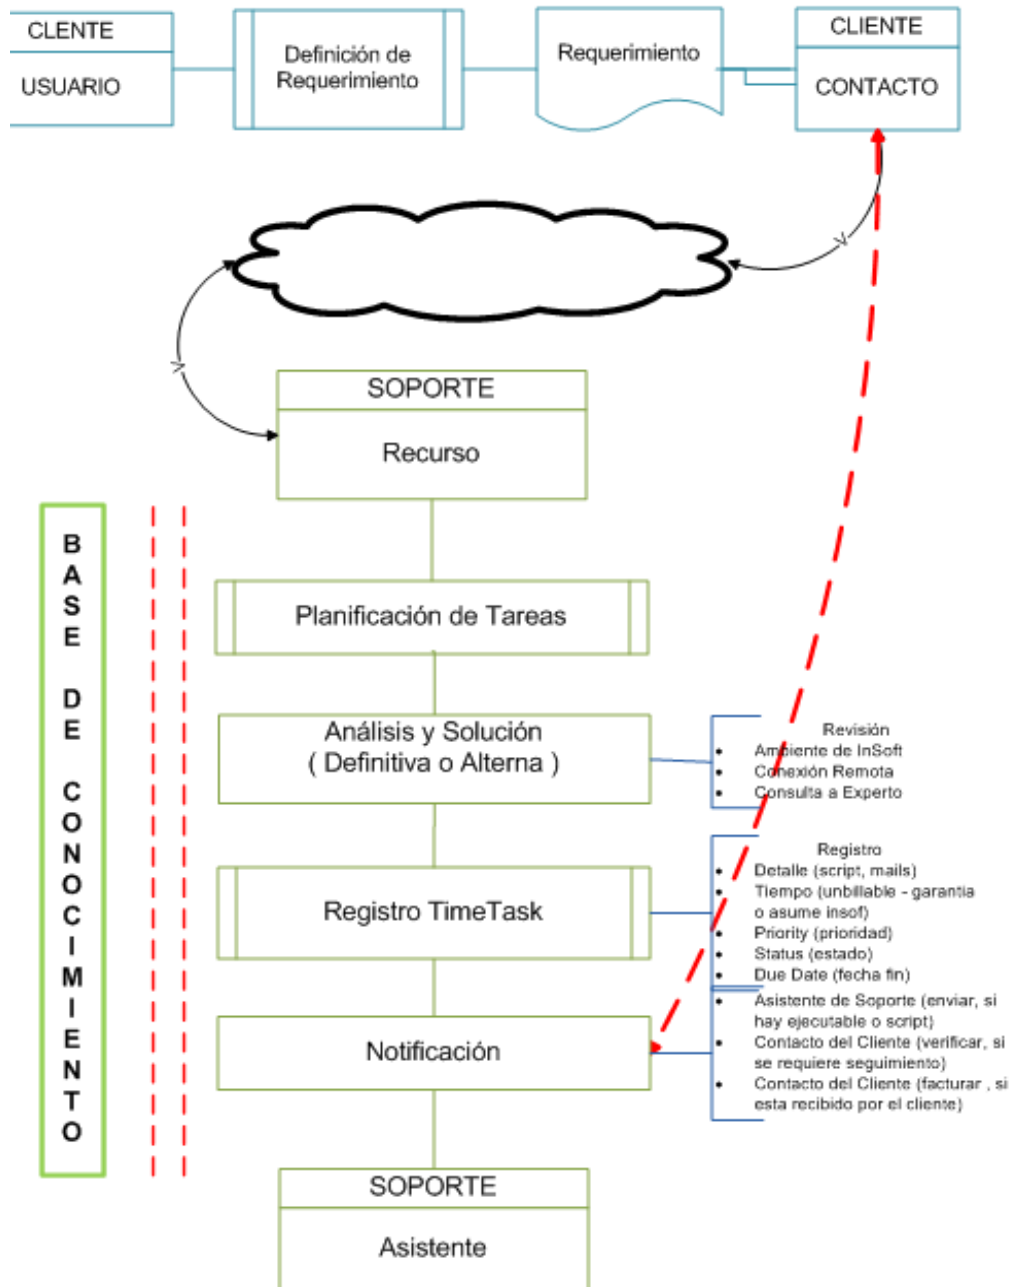 CLENTE
USUARIO
Definición de
Requerimiento
Requerimiento
CLIENTE
CONTACTO
V
V
SOPORTE
Recurso
BASE DE CONOCIMIENTO
Planificación de Tareas
Análisis y Solución
( Definitiva o Alterna )
Revisión
• Ambiente de InSoft
• Conexión Remota
• Consulta a Experto
Registro TimeTask
Registro
• Detalle (script, mails)
• Tiempo (unbillable - garantia
o asume insof)
• Priority (prioridad)
• Status (estado)
• Due Date (fecha fin)
Notificación
• Asistente de Soporte (enviar, si
hay ejecutable o script)
• Contacto del Cliente (verificar, si
se requiere seguimiento)
• Contacto del Cliente (facturar , si
esta recibido por el cliente)
SOPORTE
Asistente